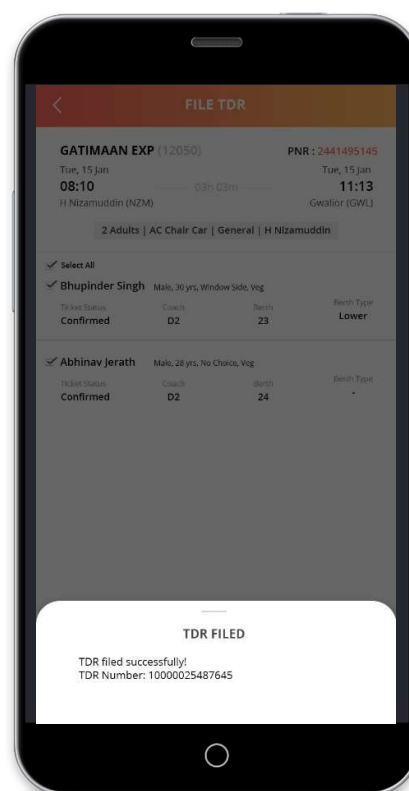 FILE TDR
GATIMAAN EXP (12050) PNR : 2441495145
Tue, 15 Jan Tue, 15 Jan
08:10 03h 03m 11:13
H Nizamuddin (NZM) Gwalior (GWL)
2 Adults | AC Chair Car | General | H Nizamuddin
Select All
Bhupinder Singh Male, 30 yrs, Window Side, Veg
Ticket Status Coach Berth Berth Type
Confirmed D2 23 Lower
Abhinav Jerath Male, 28 yrs, No Choice, Veg
Ticket Status Coach Berth Berth Type
Confirmed D2 24 -
TDR FILED
TDR filed successfully!
TDR Number: 10000025487645